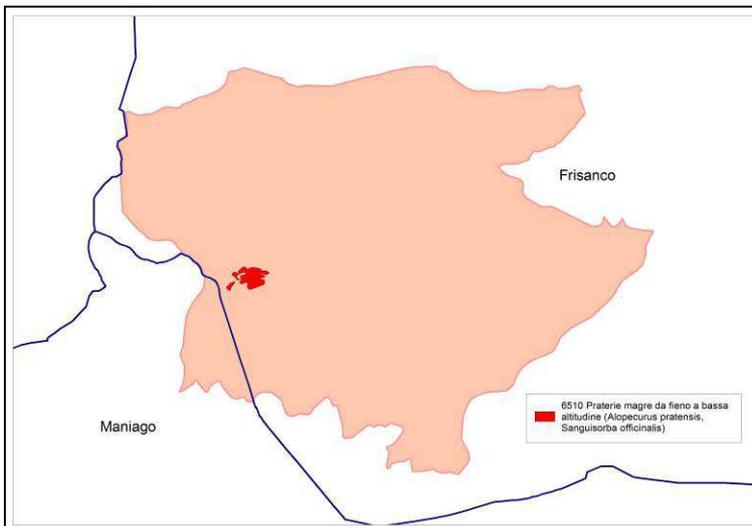 Frisanco
6510 Praterie magre da fieno a bassa
altitudine (Alopecurus pratensis,
Sanguisorba officinalis)
Maniago